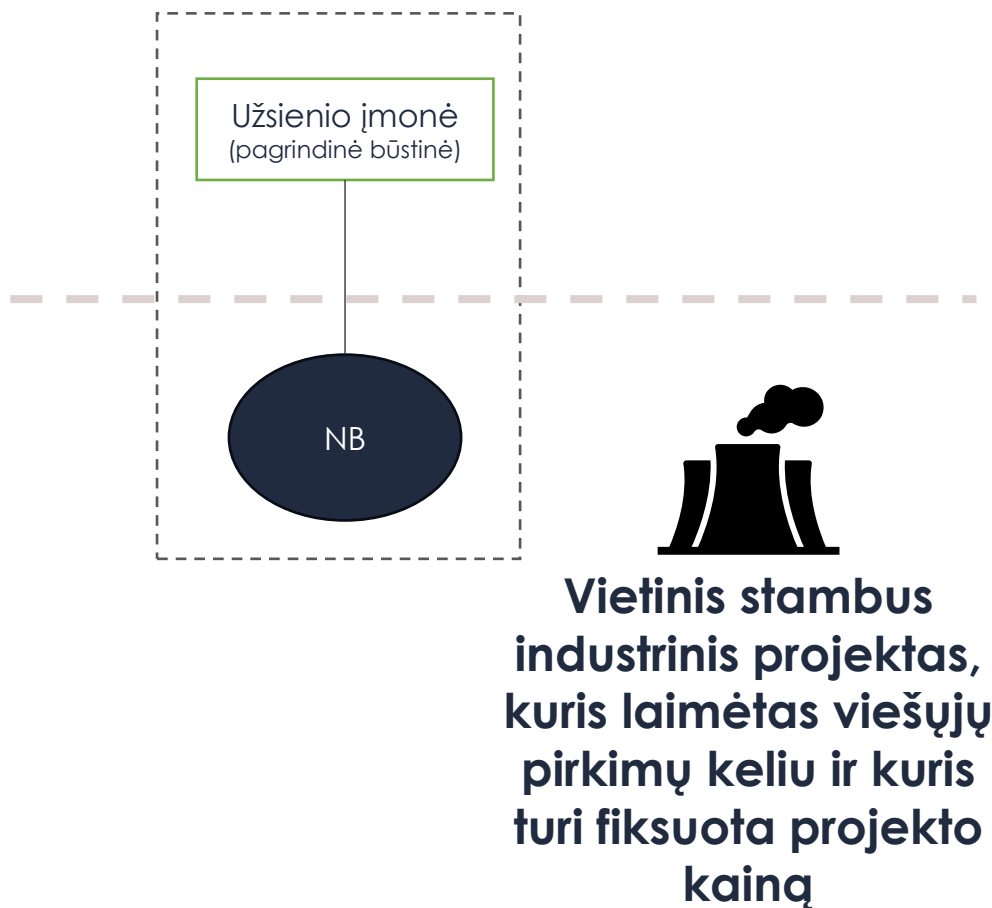 Užsienio įmonė
(pagrindinė būstinė)
NB
Vietinis stambus
industrinis projektas,
kuris laimėtas viešųjų
pirkimų keliu ir kuris
turi fiksuota projekto
kainą